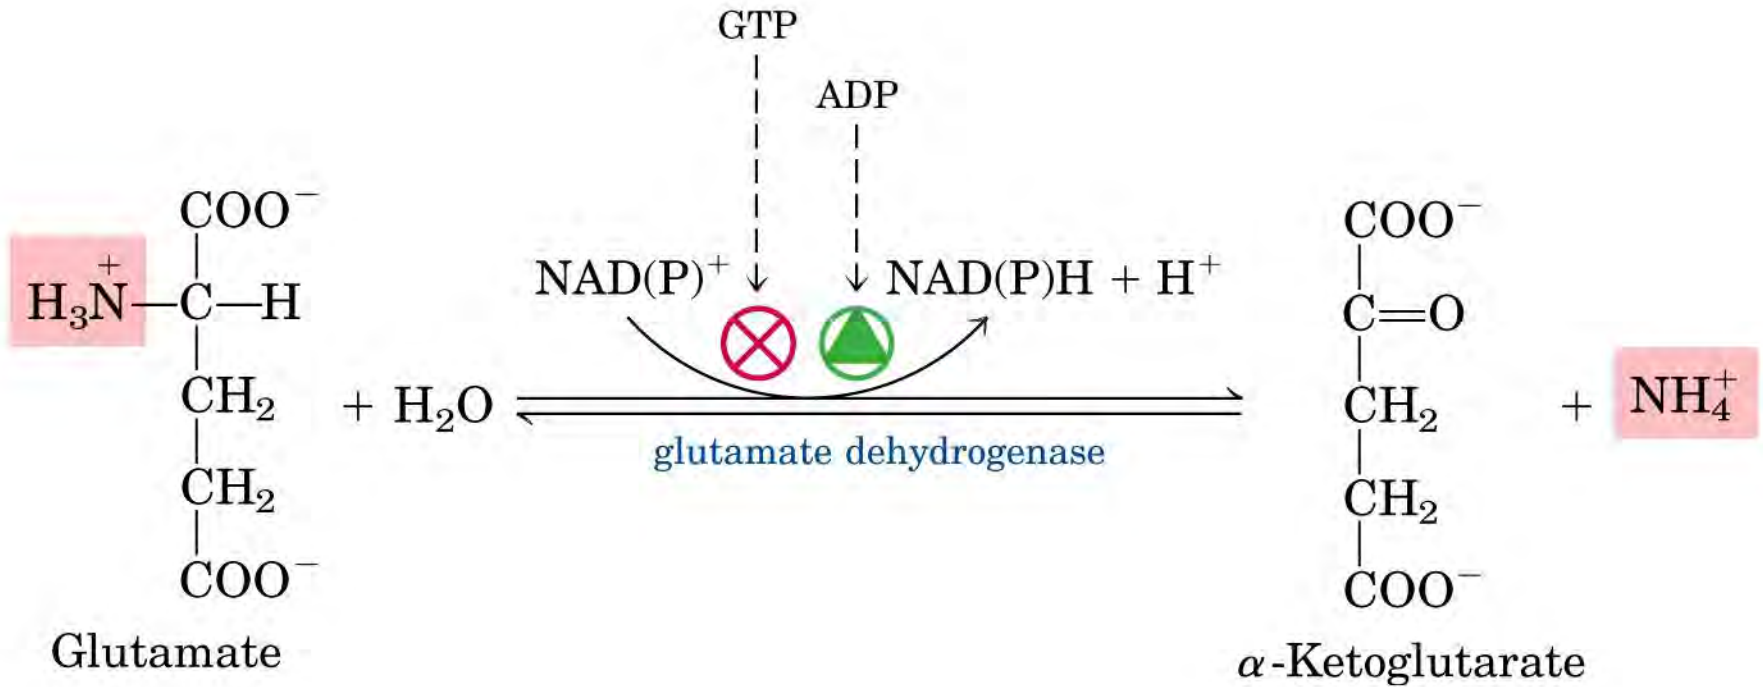 GTP
ADP
COO⁻
H₃N⁺—C—H
CH₂
CH₂
COO⁻
Glutamate
+ H₂O
NAD(P)⁺
NAD(P)H + H⁺
glutamate dehydrogenase
COO⁻
C=O
CH₂
CH₂
COO⁻
α-Ketoglutarate
+ NH₄⁺